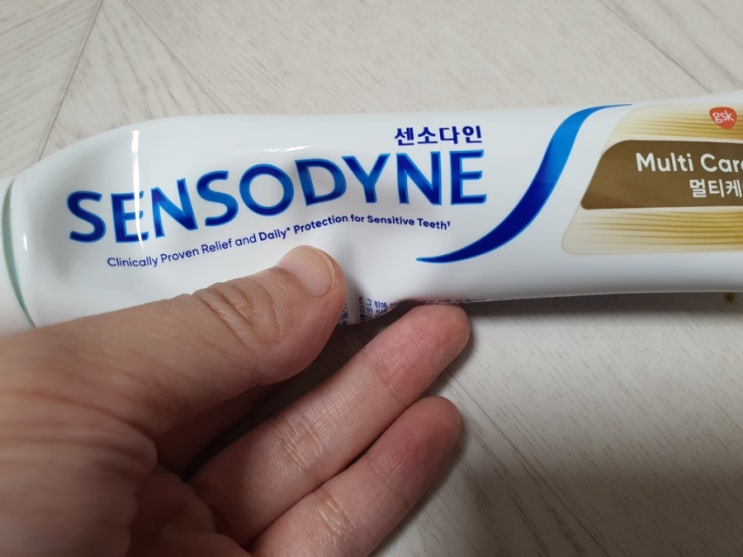 센소다인
SENSODYNE
Clinically Proven Relief and Daily* Protection for Sensitive Teeth†
gsk
Multi Care
멀티케